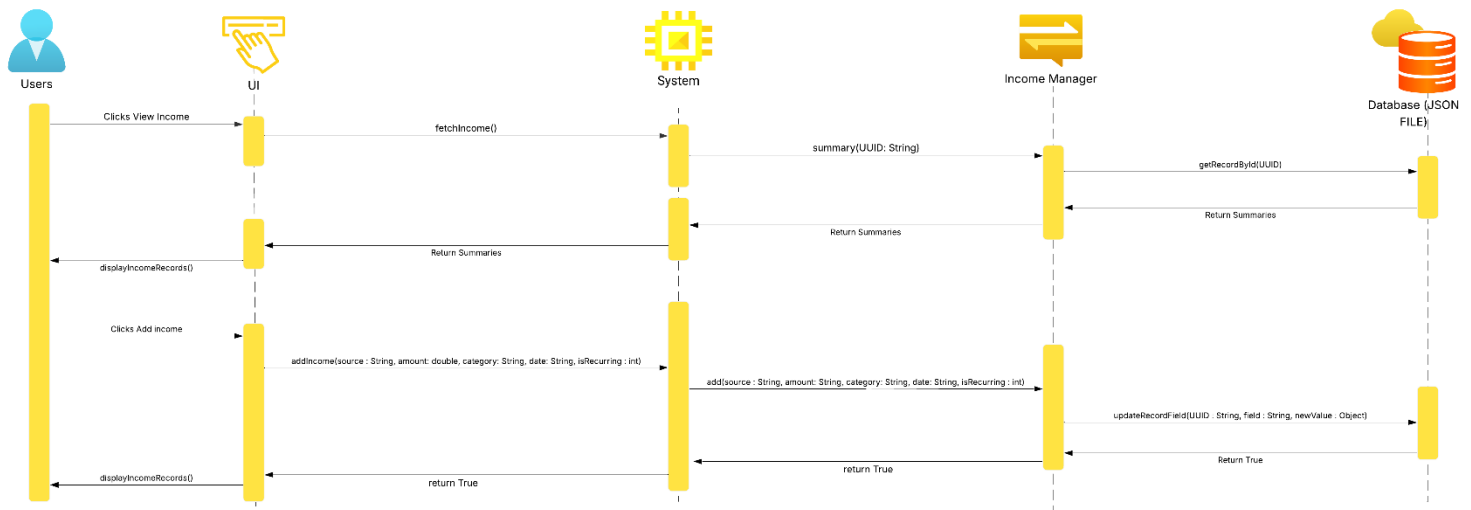 Users
UI
System
Income Manager
Database (JSON
FILE)
Clicks View Income
fetchIncome()
summary(UUID: String)
getRecordById(UUID)
Return Summaries
Return Summaries
Return Summaries
displayIncomeRecords()
Clicks Add income
addIncome(source : String, amount: double, category: String, date: String, isRecurring : int)
add(source : String, amount: String, category: String, date: String, isRecurring : int)
updateRecordField(UUID : String, field : String, newValue : Object)
Return True
return True
return True
displayIncomeRecords()